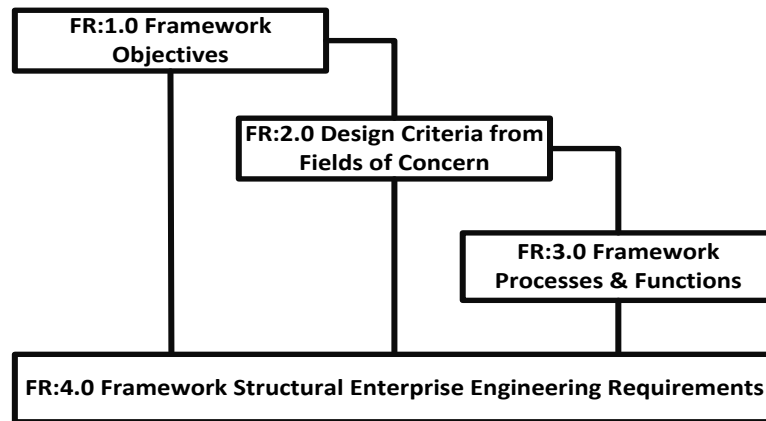 FR:1.0 Framework
Objectives
FR:2.0 Design Criteria from
Fields of Concern
FR:3.0 Framework
Processes & Functions
FR:4.0 Framework Structural Enterprise Engineering Requirements